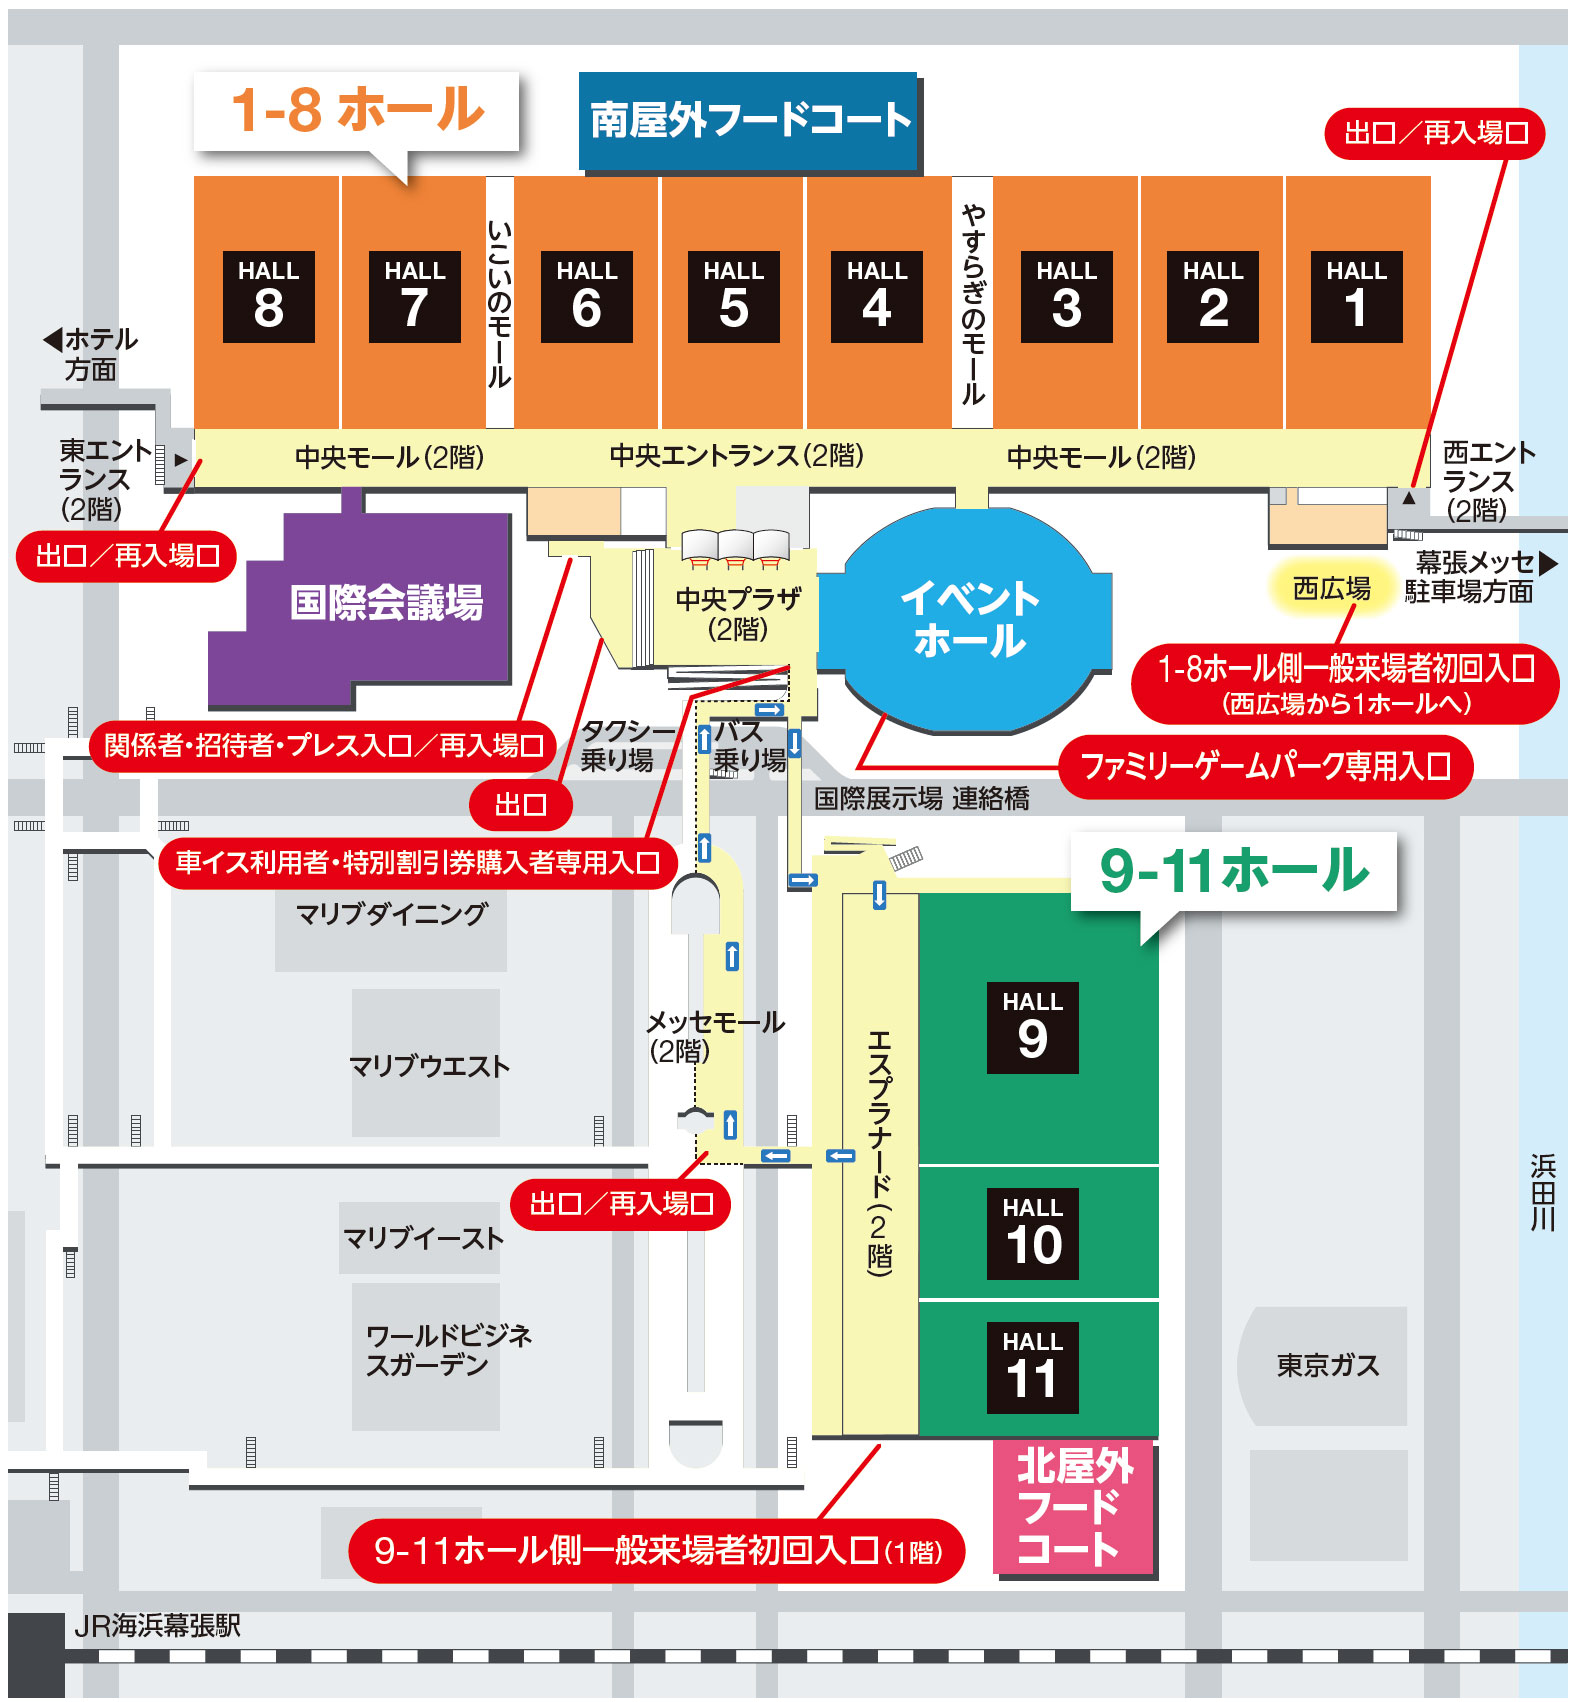 1-8 ホール
南屋外フードコート
出口／再入場口
HALL
8
HALL
7
いこいのモール
HALL
6
HALL
5
HALL
4
やすらぎのモール
HALL
3
HALL
2
HALL
1
ホテル
方面
東エント
ランス
(2階)
中央モール(2階)
中央エントランス(2階)
中央モール(2階)
西エント
ランス
(2階)
出口／再入場口
国際会議場
中央プラザ
(2階)
イベント
ホール
西広場
幕張メッセ
駐車場方面
1-8ホール側一般来場者初回入口
(西広場から1ホールへ)
関係者・招待者・プレス入口／再入場口
タクシー
乗り場
バス
乗り場
ファミリーゲームパーク専用入口
出口
国際展示場 連絡橋
車イス利用者・特別割引券購入者専用入口
9-11ホール
マリブダイニング
マリブウエスト
メッセモール
(2階)
エスプラナード(2階)
HALL
9
出口／再入場口
マリブイースト
HALL
10
浜田川
ワールドビジネ
スガーデン
HALL
11
東京ガス
北屋外
フード
コート
9-11ホール側一般来場者初回入口(1階)
JR海浜幕張駅